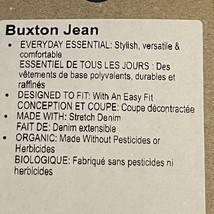 Buxton Jean
• EVERYDAY ESSENTIAL: Stylish, versatile &
comfortable
ESSENTIEL DE TOUS LES JOURS : Des
vêtements de base polyvalents, durables et
raffinés
• DESIGNED TO FIT: With An Easy Fit
CONCEPTION ET COUPE: Coupe décontractée
• MADE WITH: Stretch Denim
FAIT DE: Denim extensible
• ORGANIC: Made Without Pesticides or
Herbicides
BIOLOGIQUE: Fabriqué sans pesticides ni
herbicides